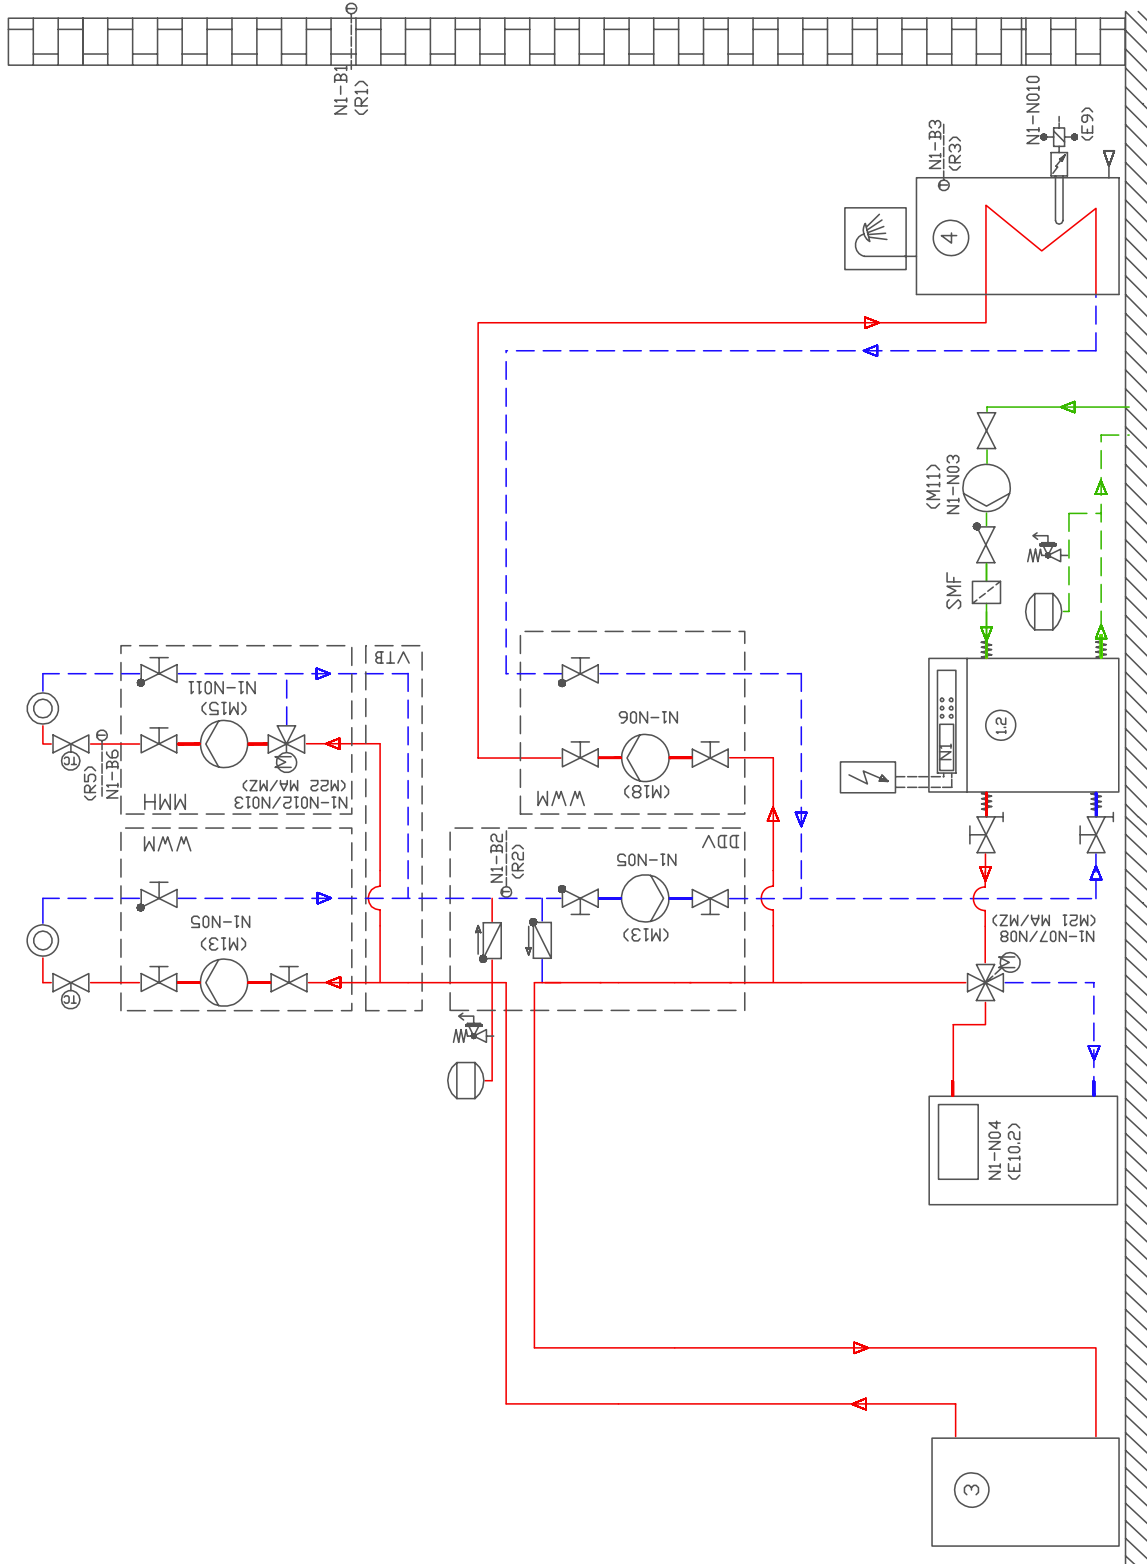 N1-B1
(R1)
N1-N010
(E9)
N1-B3
(R3)
4
(M11)
N1-N03
SMF
VTB
N1-N011
(M15)
(R5)
N1-B6
M
N1-N012/N013
(M22 MA/MZ)
MMH
WWM
N1-N05
(M13)
N1-N06
(M18)
WWM
N1
1.2
N1-B2
(R2)
DDV
N1-N05
(M13)
N1-N07/N08
(M21 MA/MZ)
M
N1-N04
(E10.2)
3